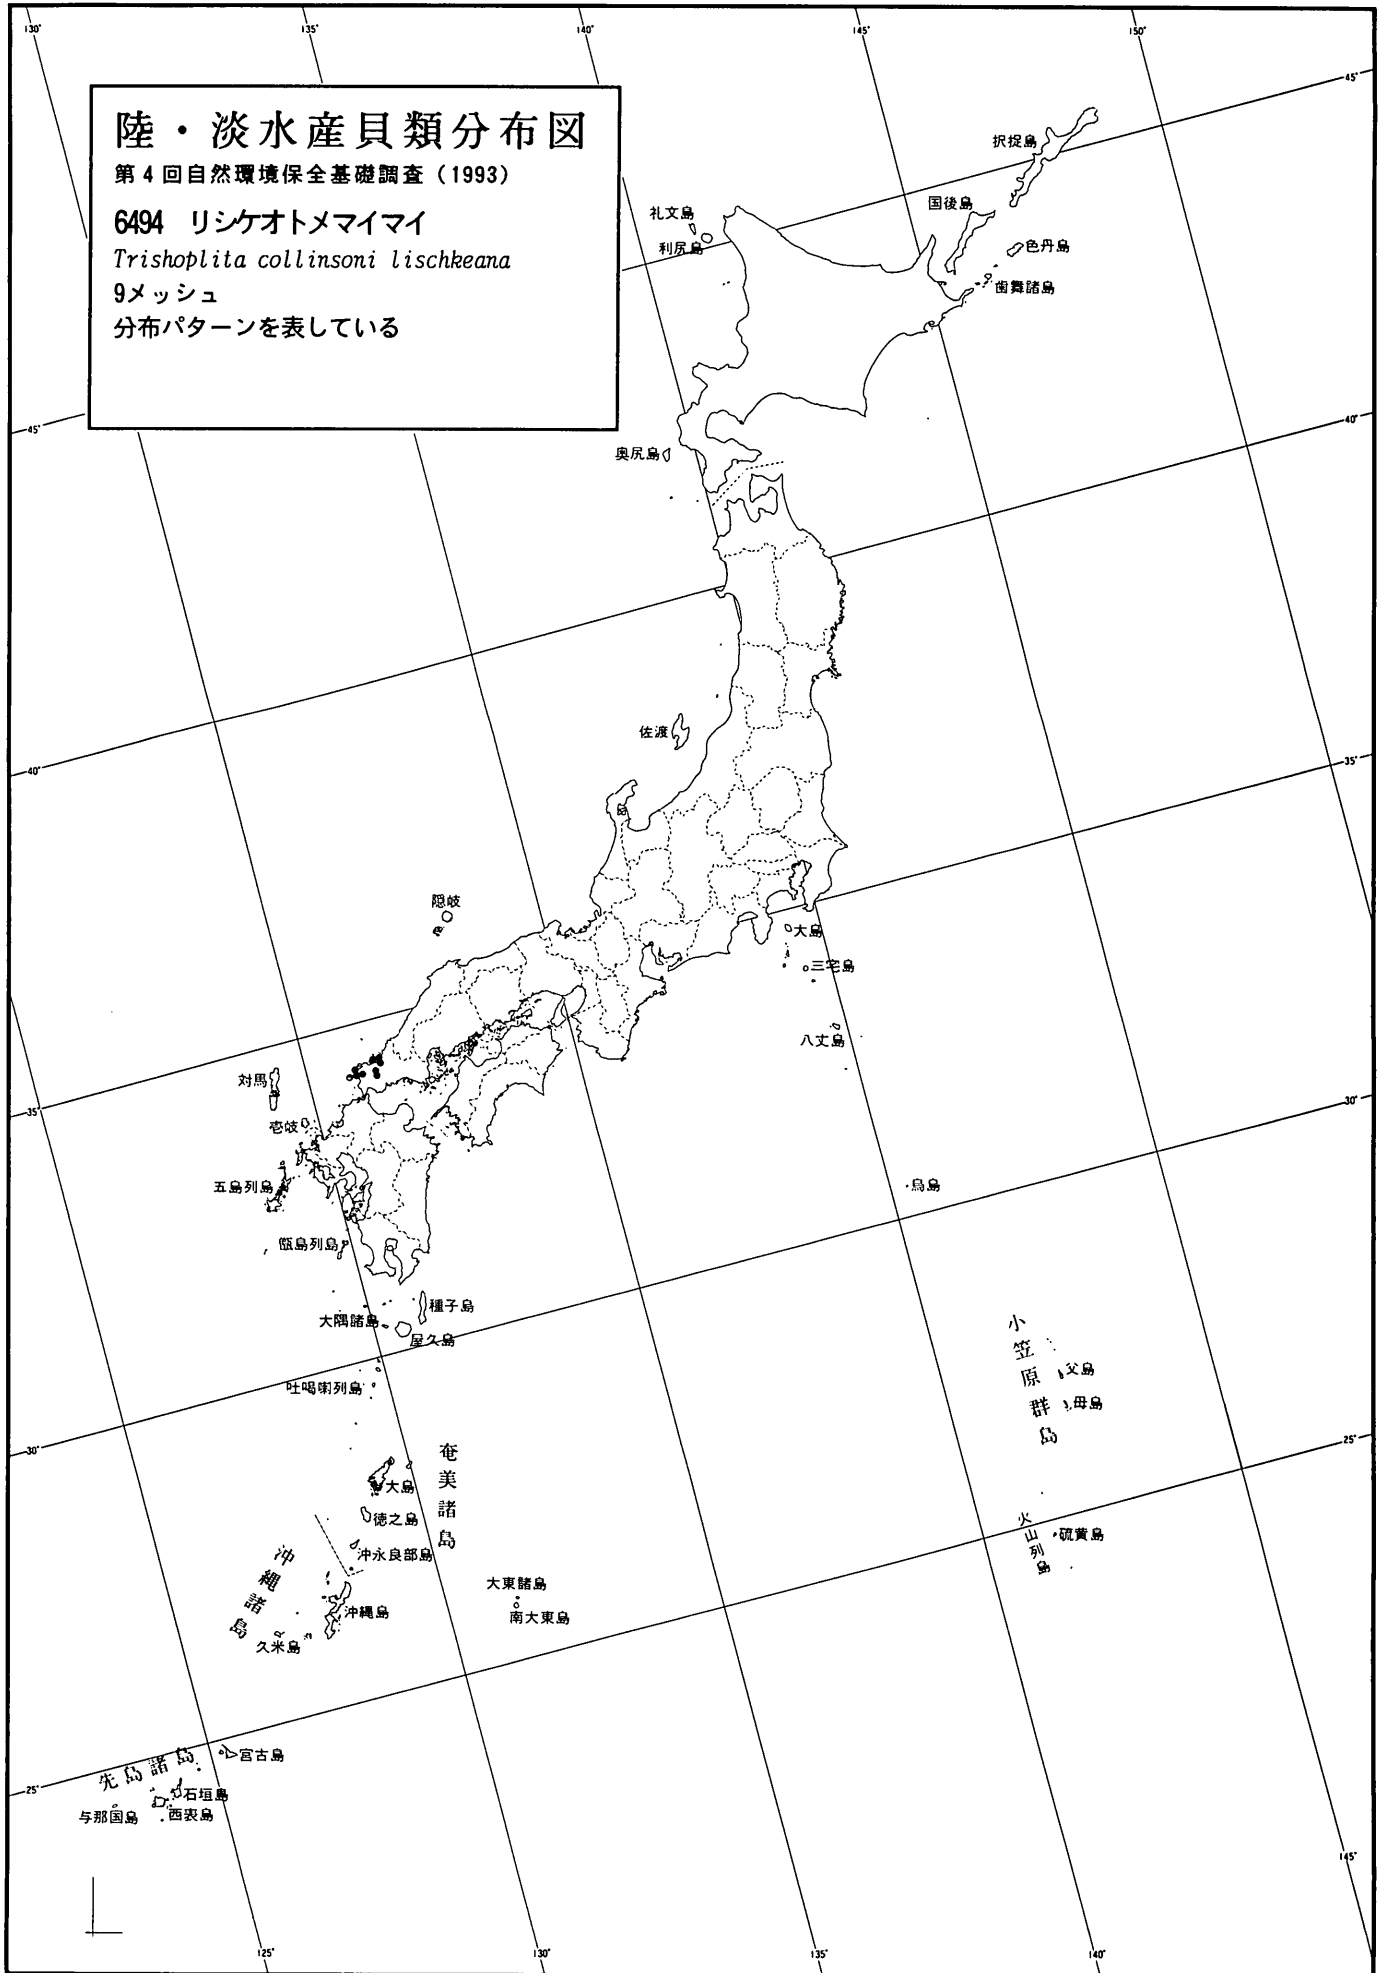 130°
135°
140°
145°
150°
陸・淡水産貝類分布図
第4回自然環境保全基礎調査（1993）
6494 リシケオトメマイマイ
Trishoplita collinsoni lischkeana
9メッシュ
分布パターンを表している
45°
択捉島
国後島
礼文島
利尻島
色丹島
歯舞諸島
45°
40°
奥尻島
佐渡
40°
35°
隠岐
大島
三宅島
八丈島
対馬
35°
30°
壱岐
五島列島
鳥島
甑島列島
種子島
大隅諸島
屋久島
吐噶喇列島
小笠原群島
父島
母島
30°
25°
奄美諸島
大島
徳之島
沖永良部島
火山列島
硫黄島
沖縄諸島
大東諸島
南大東島
沖縄島
久米島
先島諸島
宮古島
25°
石垣島
与那国島
西表島
145°
125°
130°
135°
140°